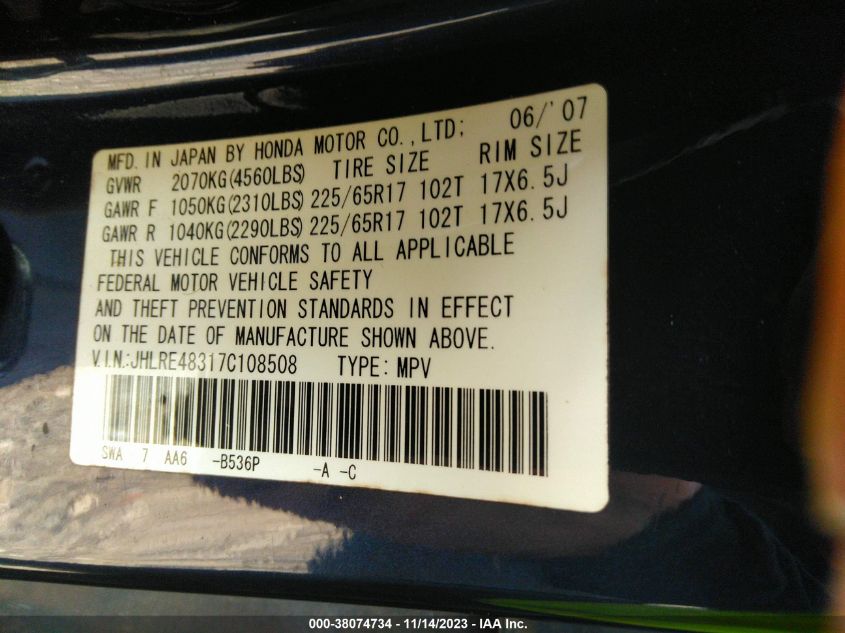 MFD. IN JAPAN BY HONDA MOTOR CO., LTD: 06/'07
GVWR 2070KG(4560LBS) TIRE SIZE RIM SIZE
GAWR F 1050KG(2310LBS) 225/65R17 102T 17X6.5J
GAWR R 1040KG(2290LBS) 225/65R17 102T 17X6.5J
THIS VEHICLE CONFORMS TO ALL APPLICABLE
FEDERAL MOTOR VEHICLE SAFETY
AND THEFT PREVENTION STANDARDS IN EFFECT
ON THE DATE OF MANUFACTURE SHOWN ABOVE.
V.I.N.:JHLRE48317C108508 TYPE: MPV
SWA 7 AA6 -B536P -A -C
000-38074734 - 11/14/2023 - IAA Inc.